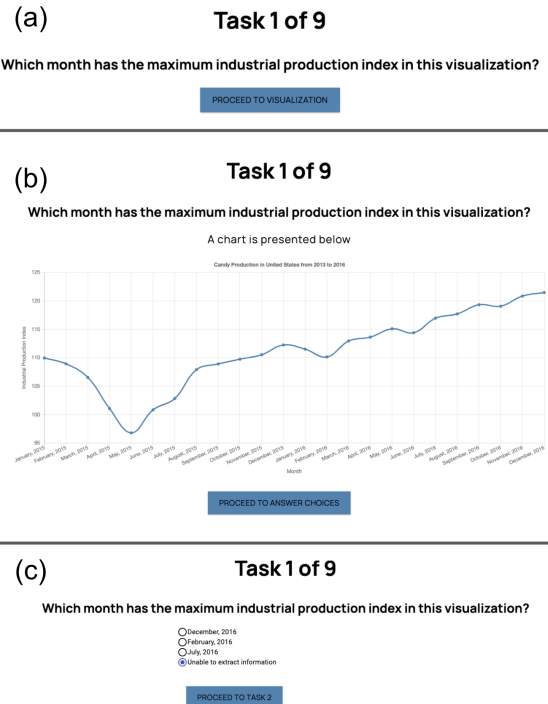 (a)
Task 1 of 9
Which month has the maximum industrial production index in this visualization?
PROCEED TO VISUALIZATION
(b)
Task 1 of 9
Which month has the maximum industrial production index in this visualization?
A chart is presented below
Candy Production in United States from 2013 to 2016
Industrial Production Index
125
120
115
110
105
100
95
January, 2015
February, 2015
March, 2015
April, 2015
May, 2015
June, 2015
July, 2015
August, 2015
September, 2015
October, 2015
November, 2015
December, 2015
January, 2016
February, 2016
March, 2016
April, 2016
May, 2016
June, 2016
July, 2016
August, 2016
September, 2016
October, 2016
November, 2016
December, 2016
Month
PROCEED TO ANSWER CHOICES
(c)
Task 1 of 9
Which month has the maximum industrial production index in this visualization?
December, 2016
February, 2016
July, 2016
Unable to extract information
PROCEED TO TASK 2